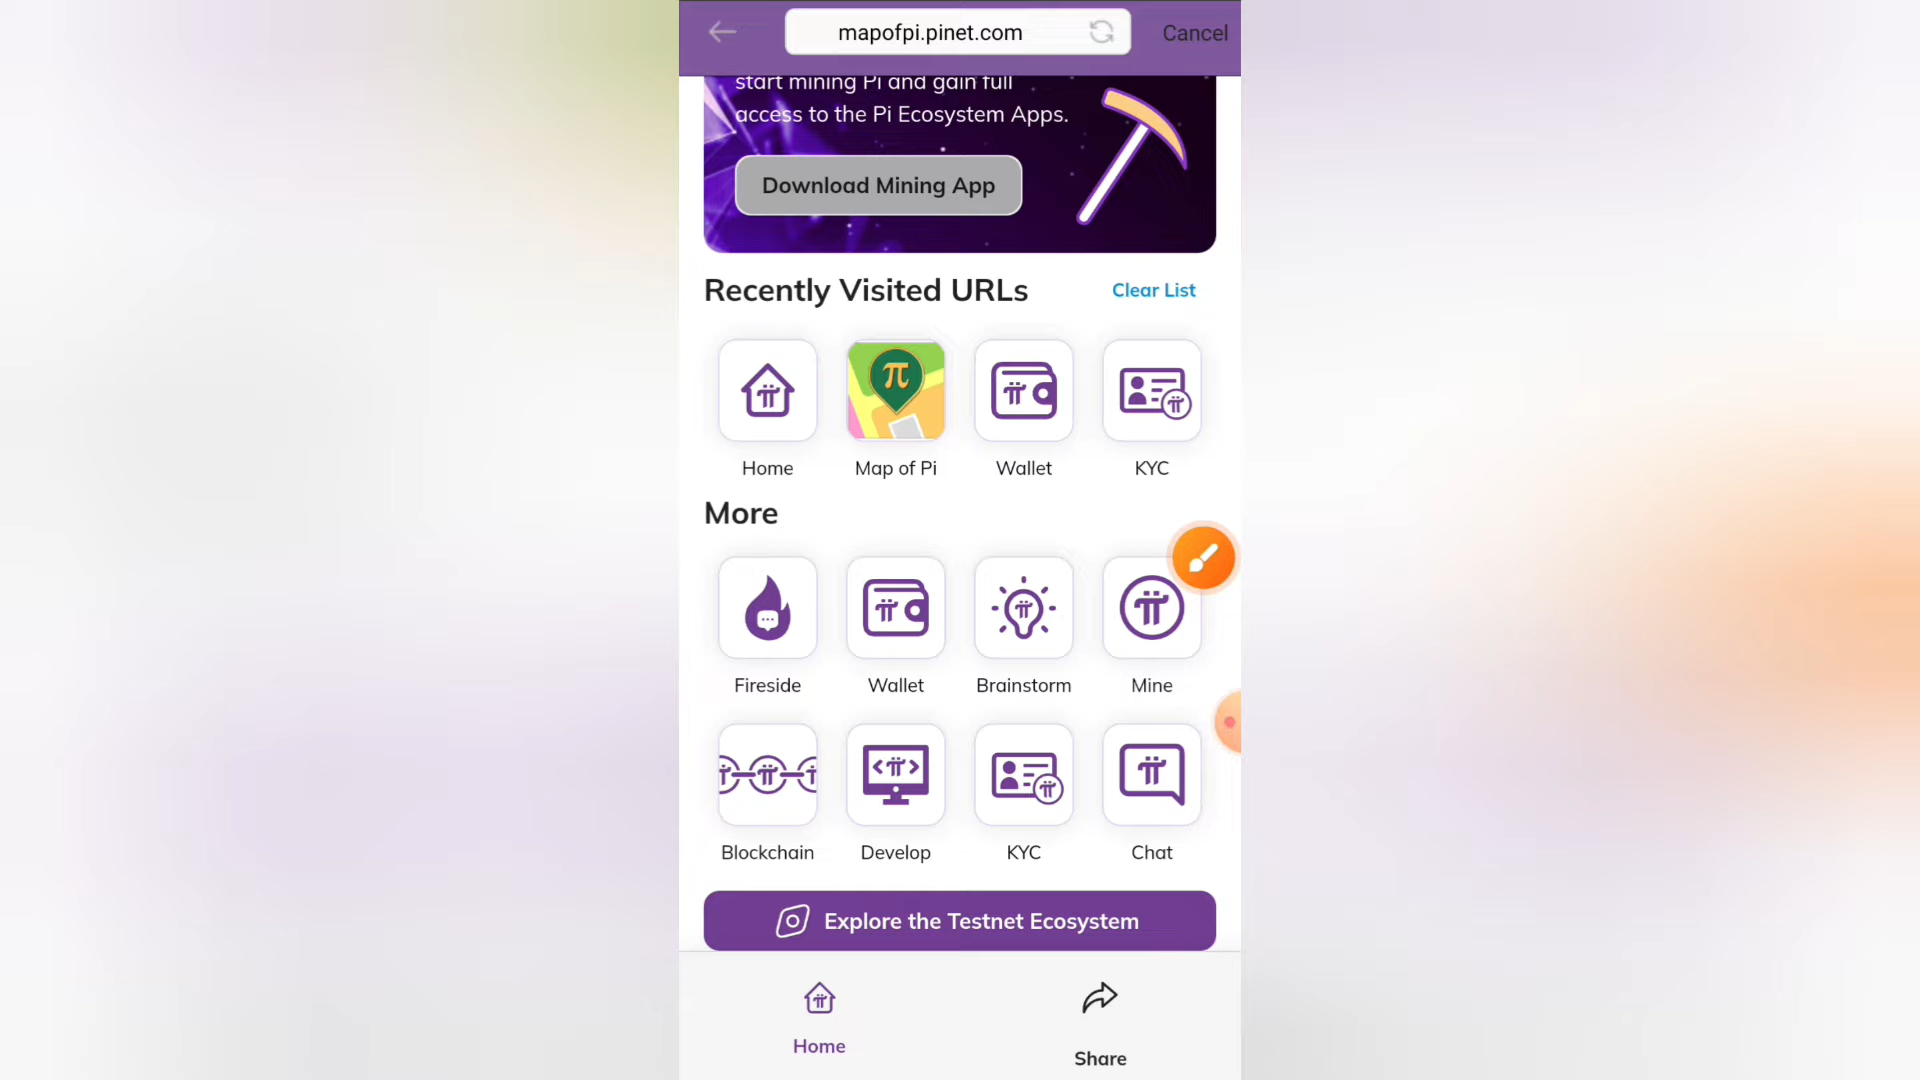 mapofpi.pinet.com
Cancel
start mining Pi and gain full
access to the Pi Ecosystem Apps.
Download Mining App
Recently Visited URLs
Clear List
Home
Map of Pi
Wallet
KYC
More
Fireside
Wallet
Brainstorm
Mine
Blockchain
Develop
KYC
Chat
Explore the Testnet Ecosystem
Home
Share